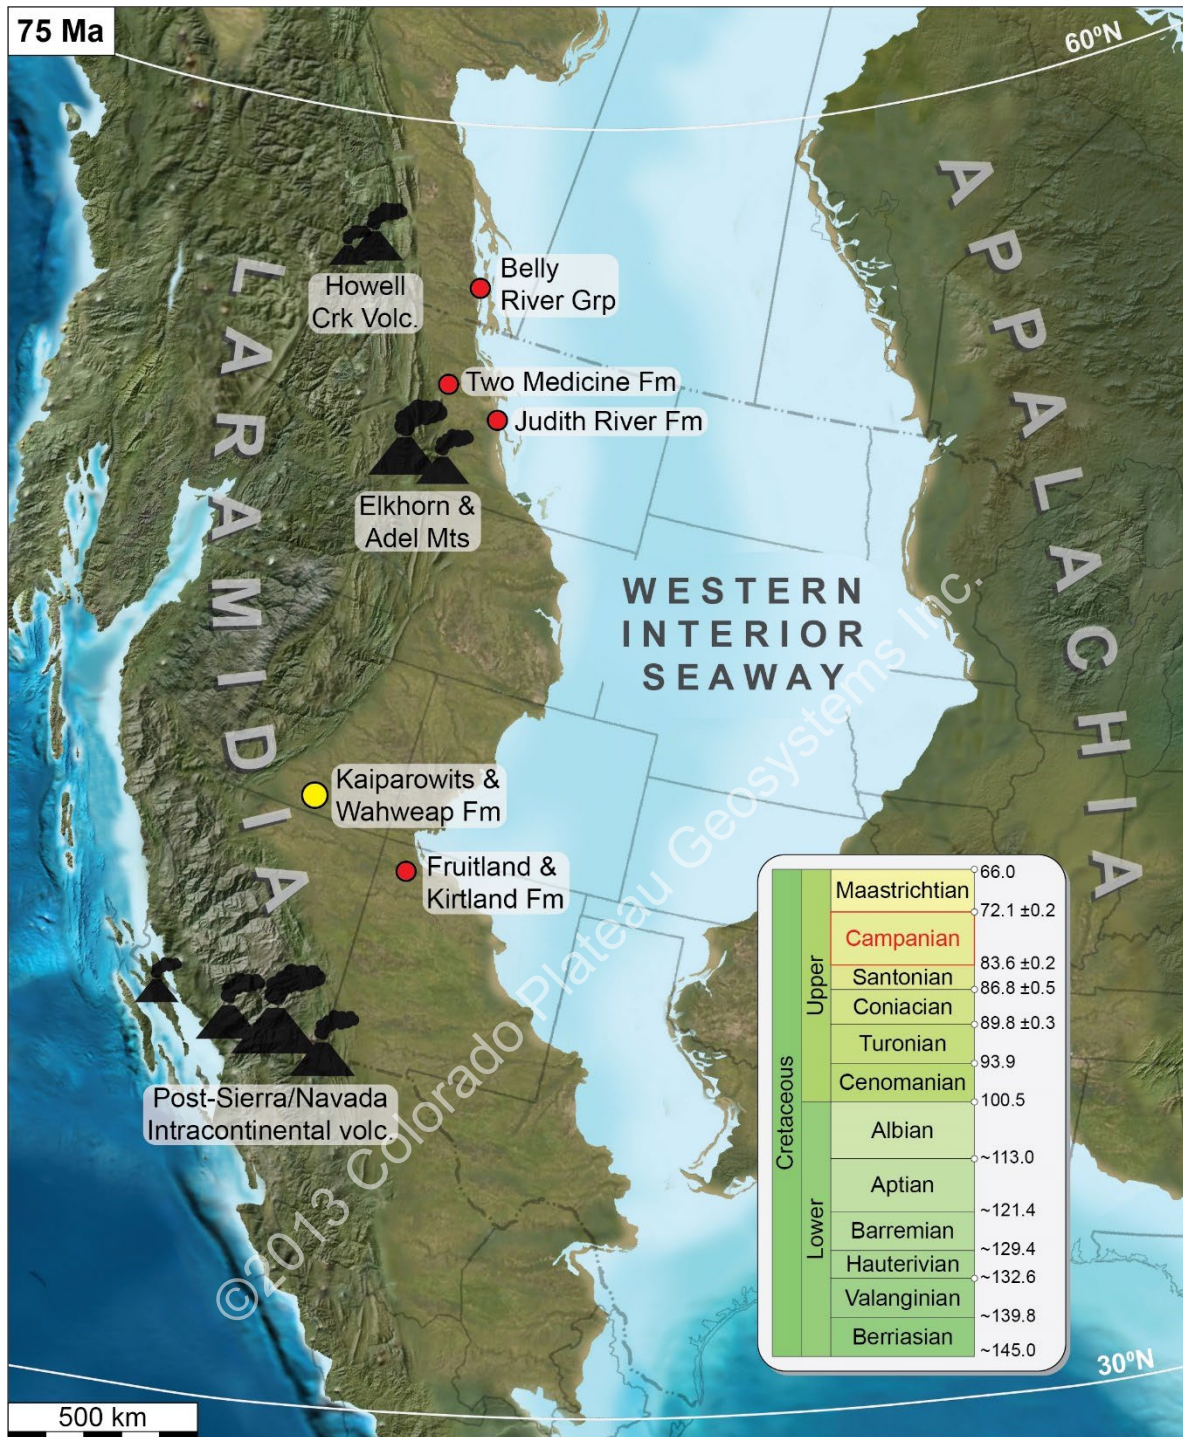 75 Ma
60ºN
APPALACHIA
LARAMIDIA
Howell
Crk Volc.
Belly
River Grp
Two Medicine Fm
Judith River Fm
Elkhorn &
Adel Mts
WESTERN
INTERIOR
SEAWAY
Kaiparowits &
Wahweap Fm
Fruitland &
Kirtland Fm
Post-Sierra/Navada
Intracontinental volc.
©2013 Colorado Plateau Geosystems Inc.
Cretaceous
Upper
Lower
66.0
Maastrichtian
72.1 ±0.2
Campanian
83.6 ±0.2
Santonian
86.8 ±0.5
Coniacian
89.8 ±0.3
Turonian
93.9
Cenomanian
100.5
Albian
~113.0
Aptian
~121.4
Barremian
~129.4
Hauterivian
~132.6
Valanginian
~139.8
Berriasian
~145.0
30ºN
500 km